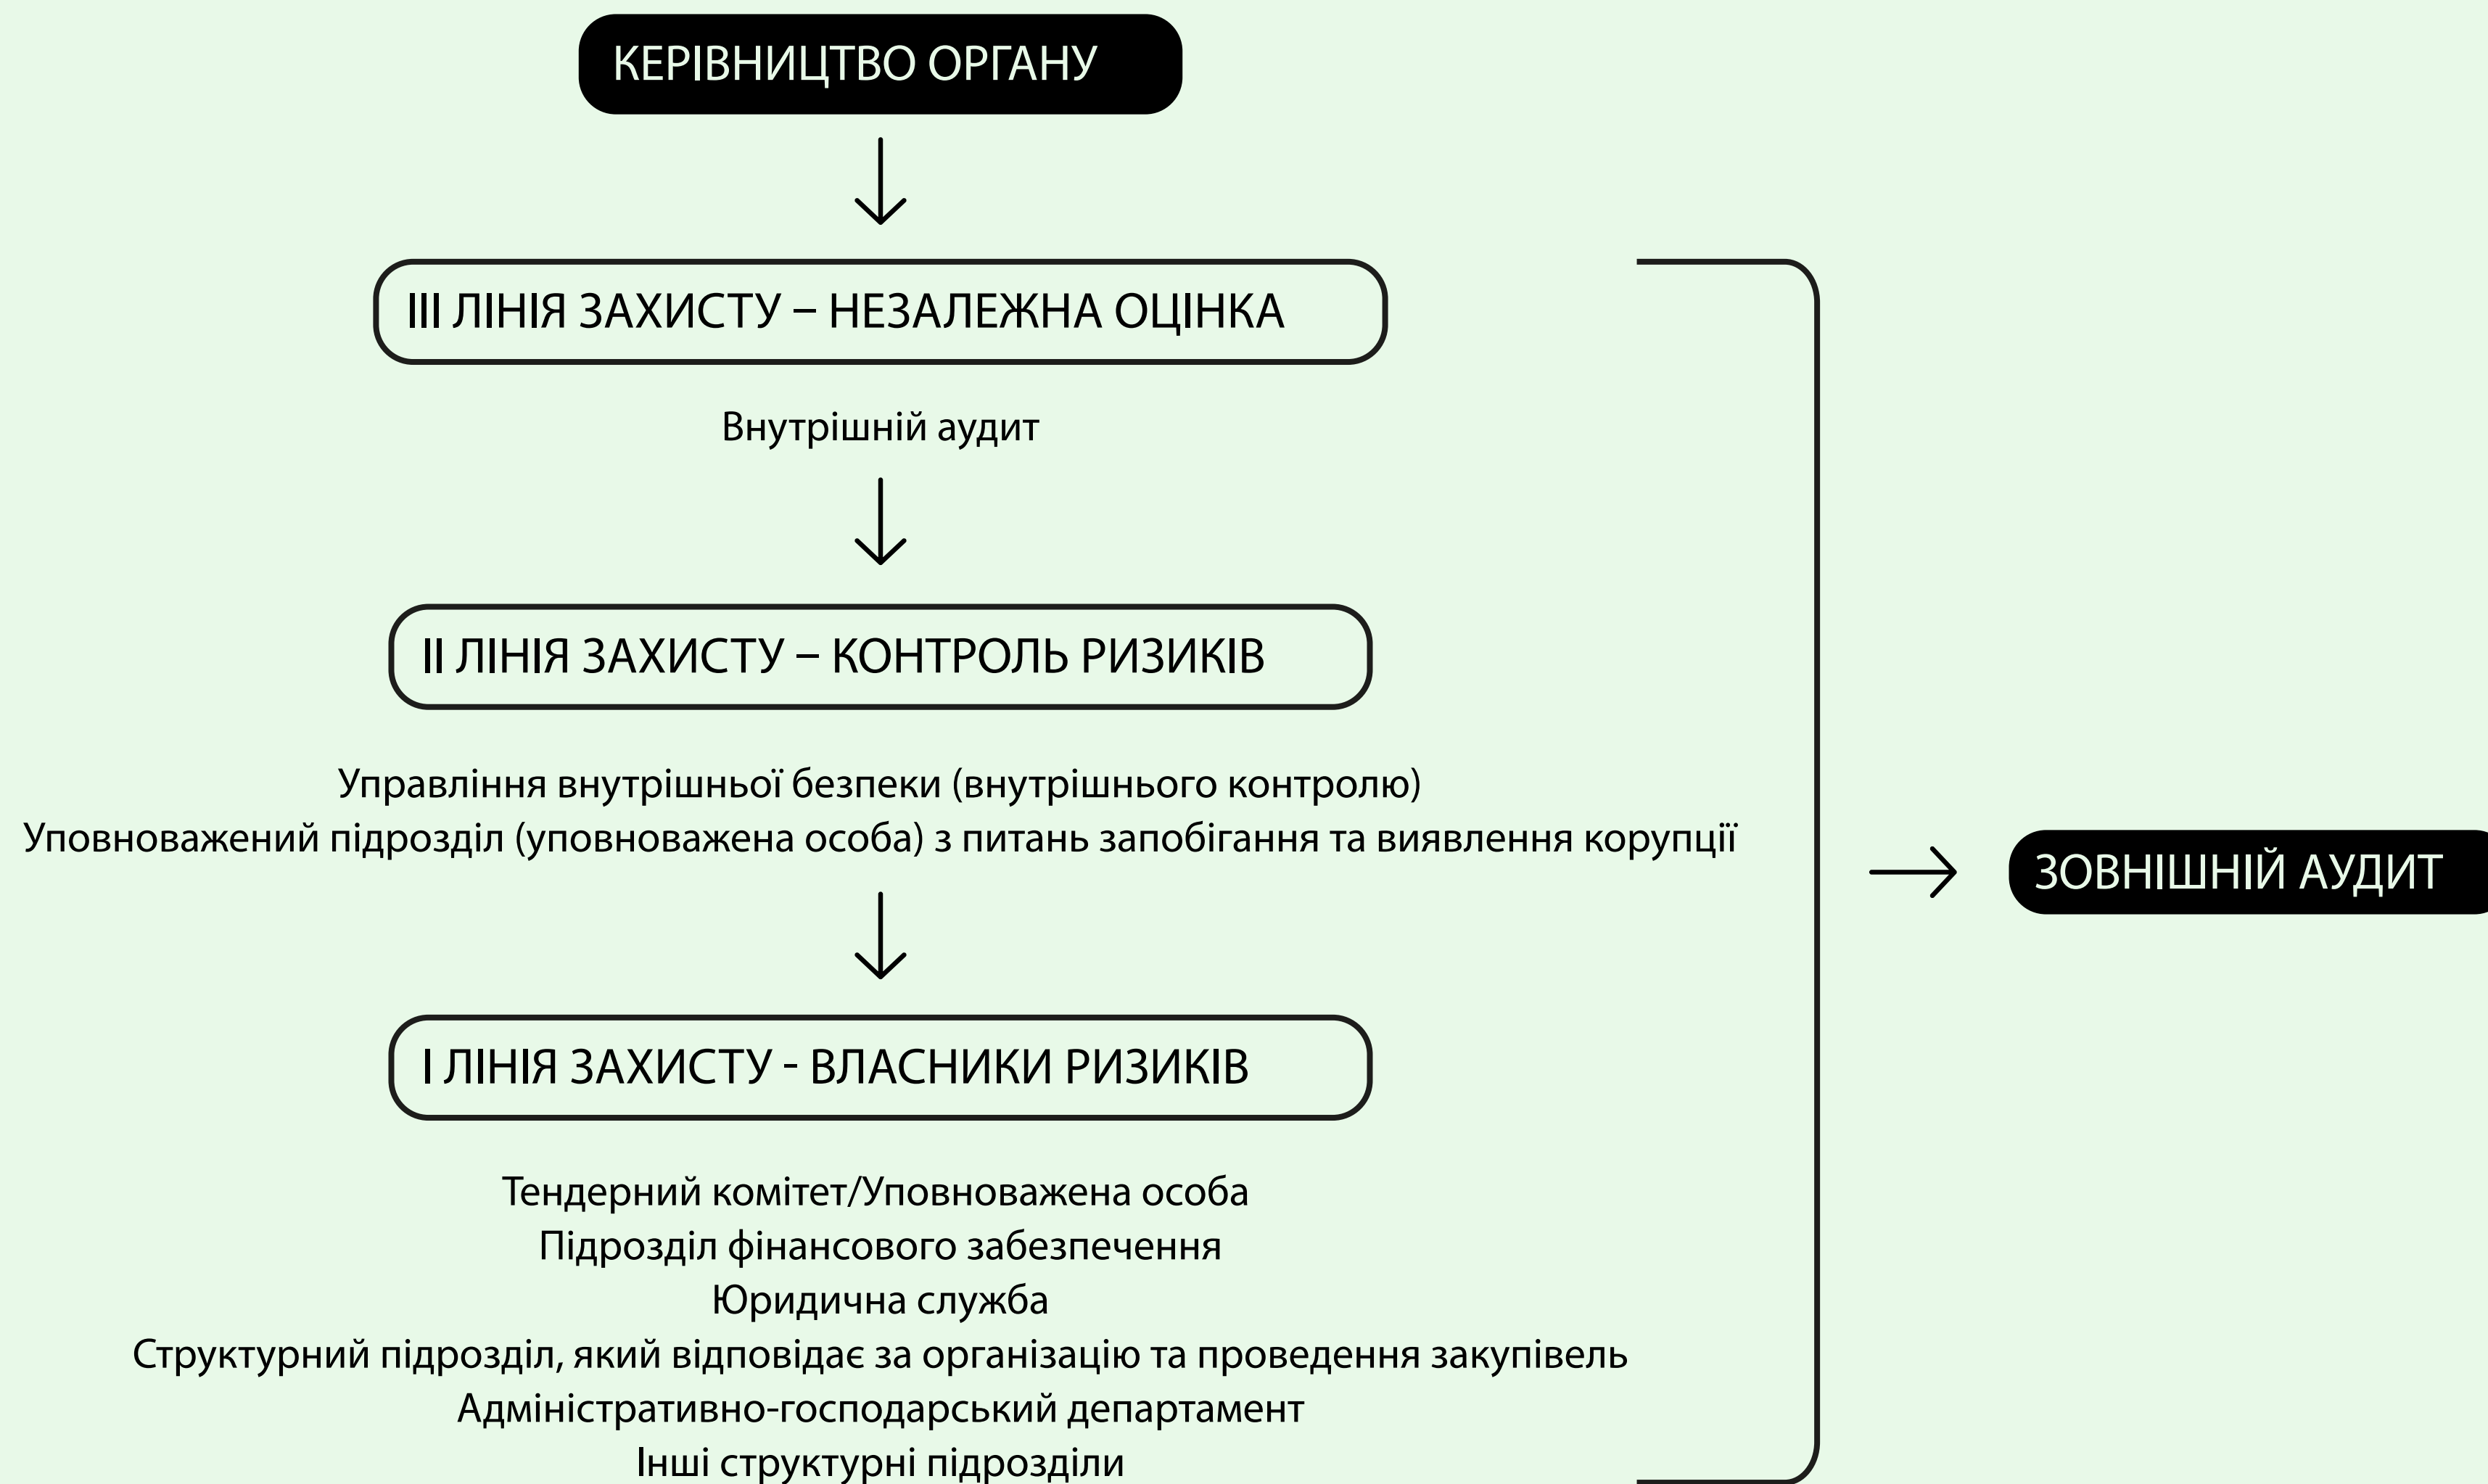 КЕРІВНИЦТВО ОРГАНУ
ІІІ ЛІНІЯ ЗАХИСТУ – НЕЗАЛЕЖНА ОЦІНКА
Внутрішній аудит
ІІ ЛІНІЯ ЗАХИСТУ – КОНТРОЛЬ РИЗИКІВ
Управління внутрішньої безпеки (внутрішнього контролю)
Уповноважений підрозділ (уповноважена особа) з питань запобігання та виявлення корупції
ЗОВНІШНІЙ АУДИТ
І ЛІНІЯ ЗАХИСТУ - ВЛАСНИКИ РИЗИКІВ
Тендерний комітет/Уповноважена особа
Підрозділ фінансового забезпечення
Юридична служба
Структурний підрозділ, який відповідає за організацію та проведення закупівель
Адміністративно-господарський департамент
Інші структурні підрозділи